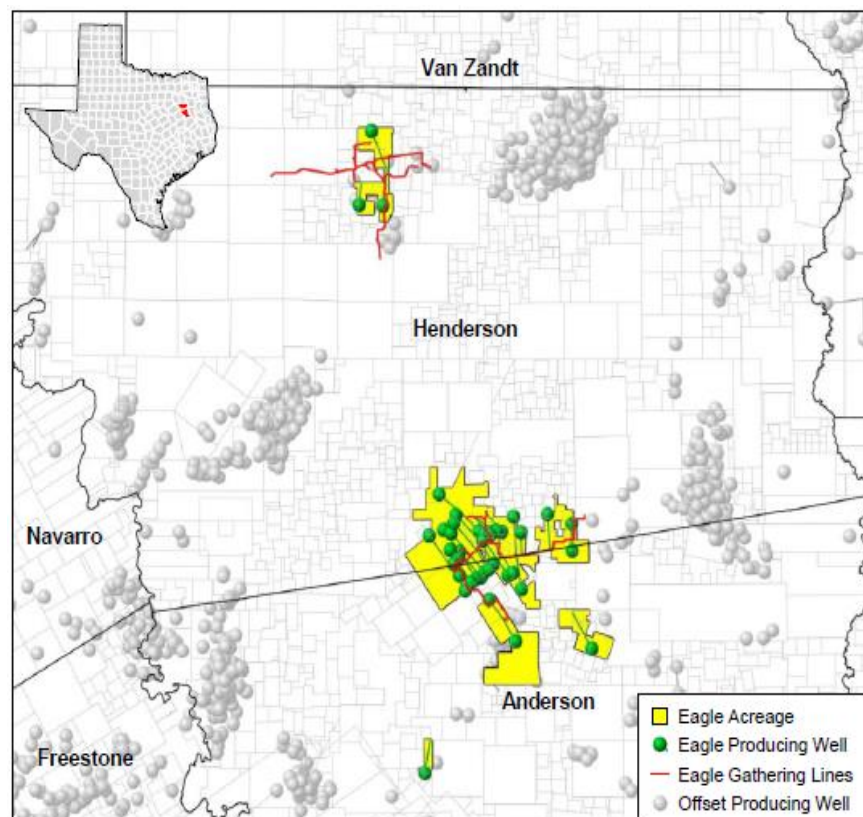 Van Zandt
Henderson
Navarro
Anderson
Freestone
Eagle Acreage
Eagle Producing Well
Eagle Gathering Lines
Offset Producing Well